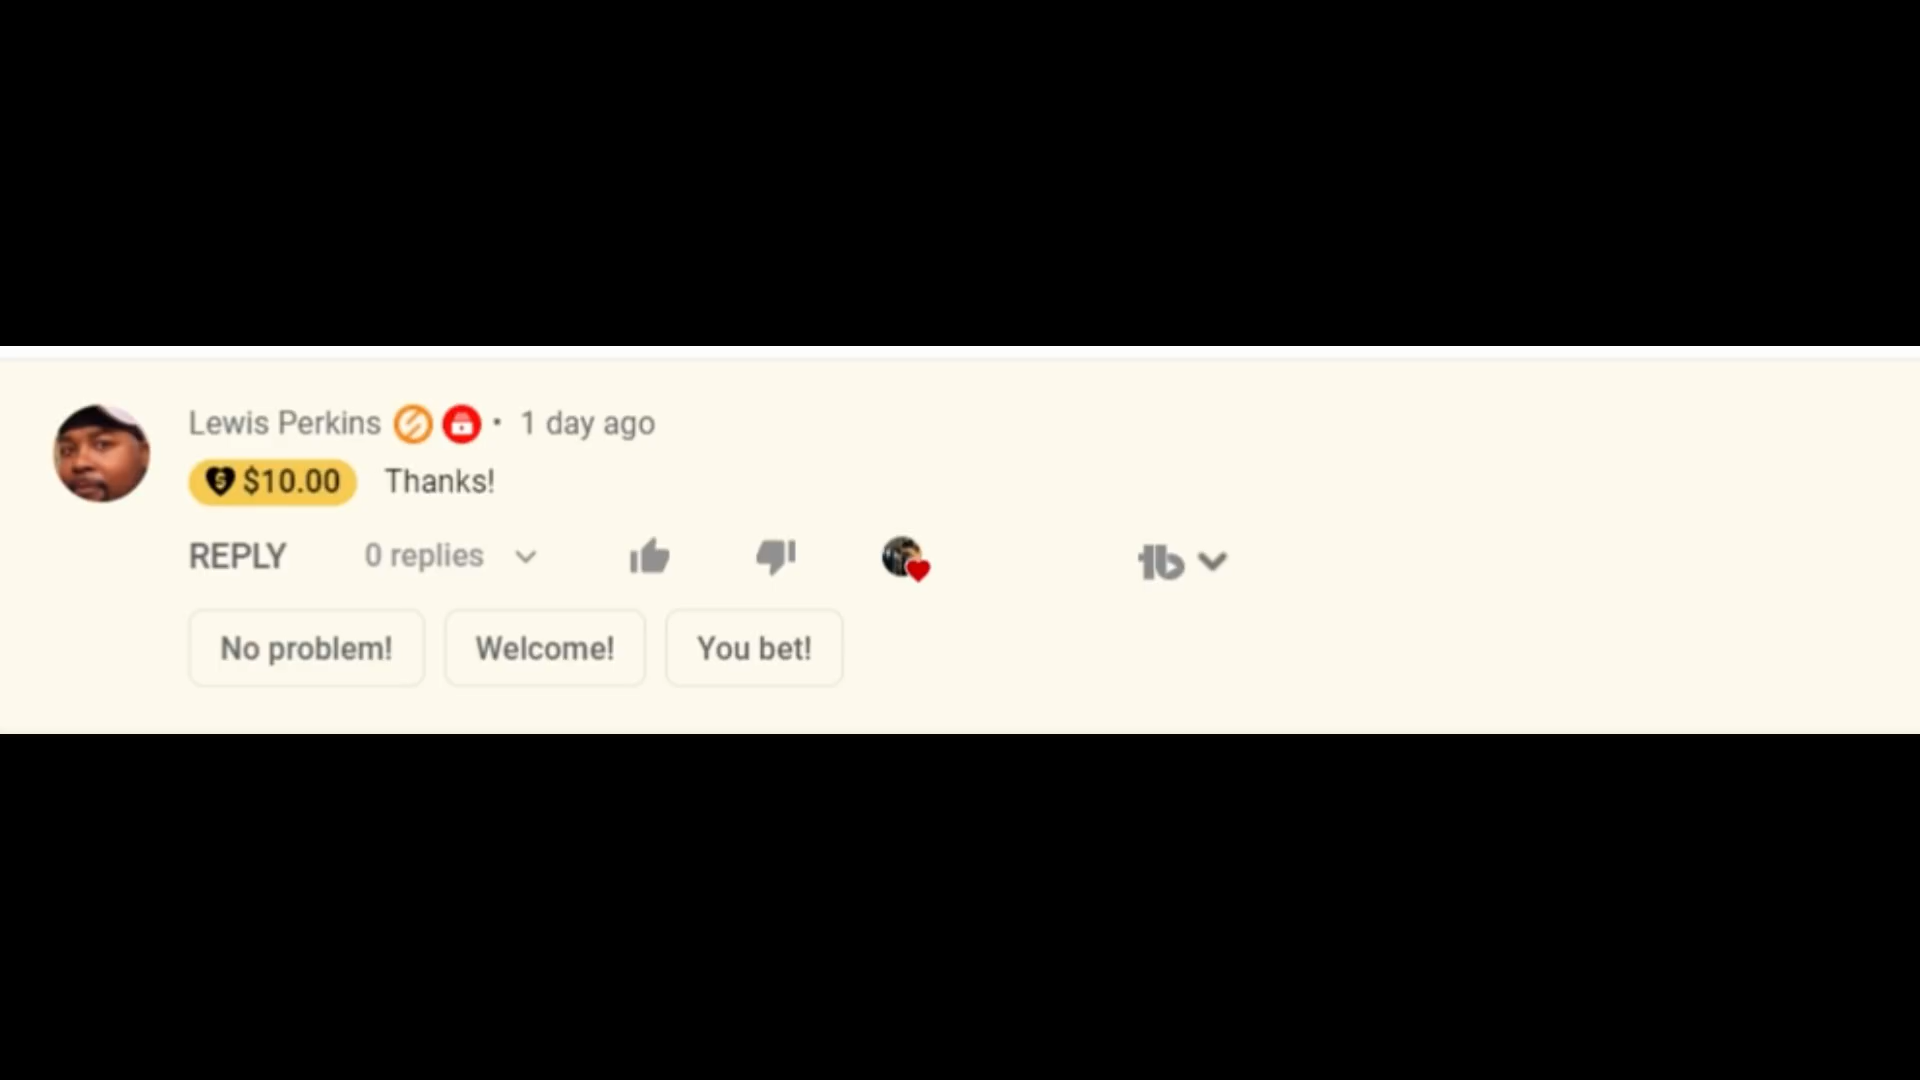 Lewis Perkins • 1 day ago
$10.00 Thanks!
REPLY 0 replies
No problem! Welcome! You bet!